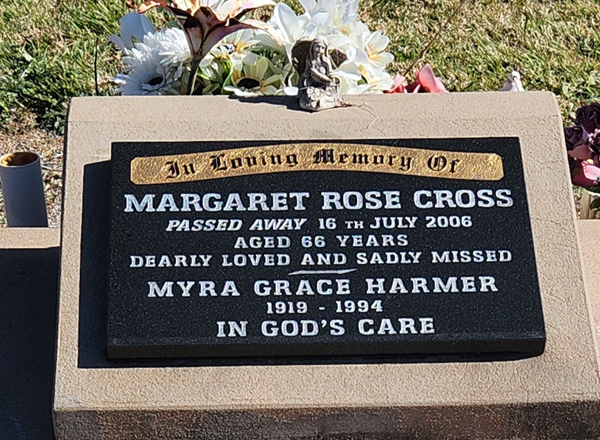 In Loving Memory Of
MARGARET ROSE CROSS
PASSED AWAY 16 TH JULY 2006
AGED 66 YEARS
DEARLY LOVED AND SADLY MISSED
MYRA GRACE HARMER
1919 - 1994
IN GOD'S CARE